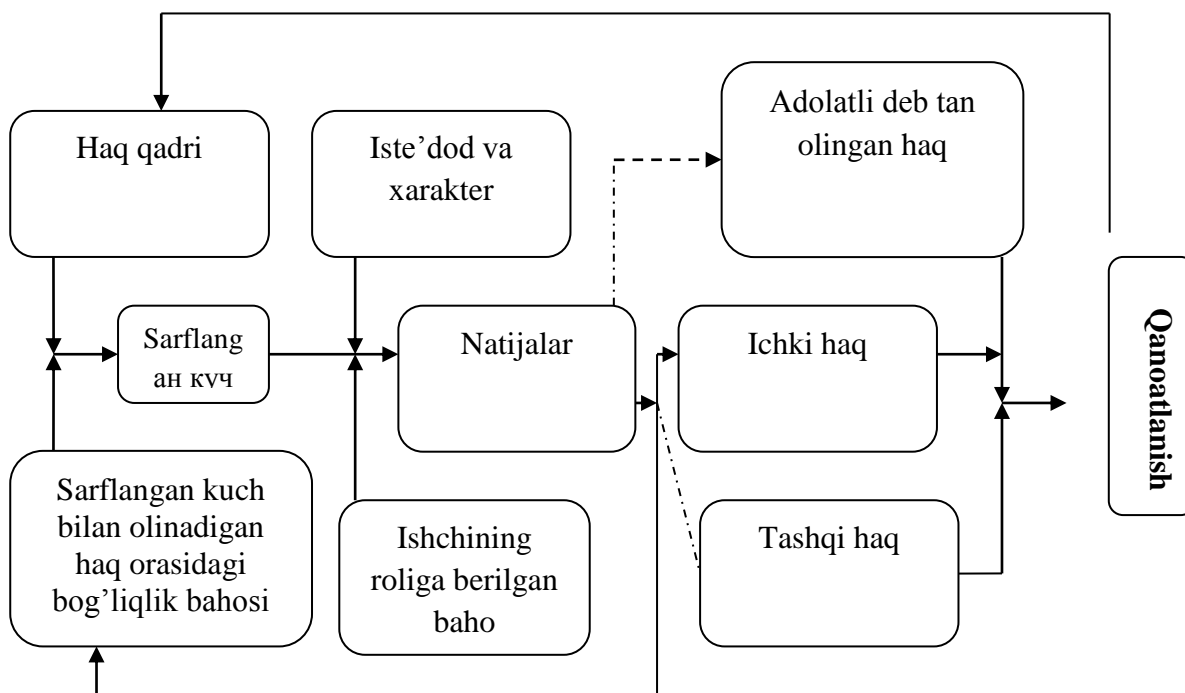 Haq qadri
Iste’dod va
xarakter
Adolatli deb tan
olingan haq
Sarflang
ан куч
Natijalar
Ichki haq
Qanoatlanish
Sarflangan kuch
bilan olinadigan
haq orasidagi
bog’liqlik bahosi
Ishchining
roliga berilgan
baho
Tashqi haq